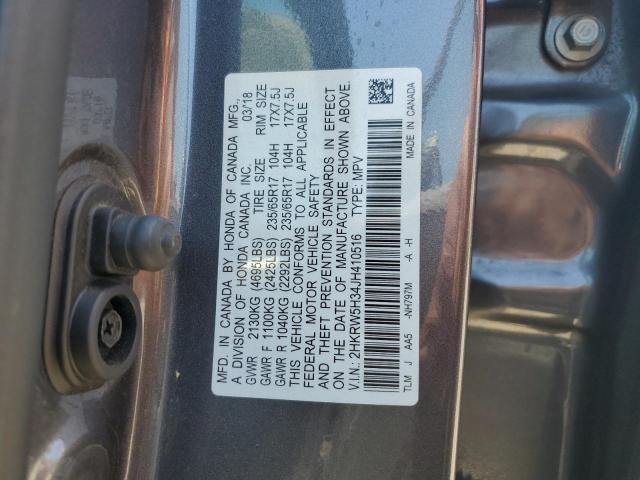 MFD. IN CANADA BY HONDA OF CANADA MFG.,
A DIVISION OF HONDA CANADA INC. 03/18
GVWR 2130KG (4695LBS) TIRE SIZE RIM SIZE
GAWR F 1100KG (2425LBS) 235/65R17 104H 17X7.5J
GAWR R 1040KG (2292LBS) 235/65R17 104H 17X7.5J
THIS VEHICLE CONFORMS TO ALL APPLICABLE
FEDERAL MOTOR VEHICLE SAFETY
AND THEFT PREVENTION STANDARDS IN EFFECT
ON THE DATE OF MANUFACTURE SHOWN ABOVE.
V.I.N.: 2HKRW5H34JH410516 TYPE: MPV
TLM J AA5 -NH797M -A -H MADE IN CANADA